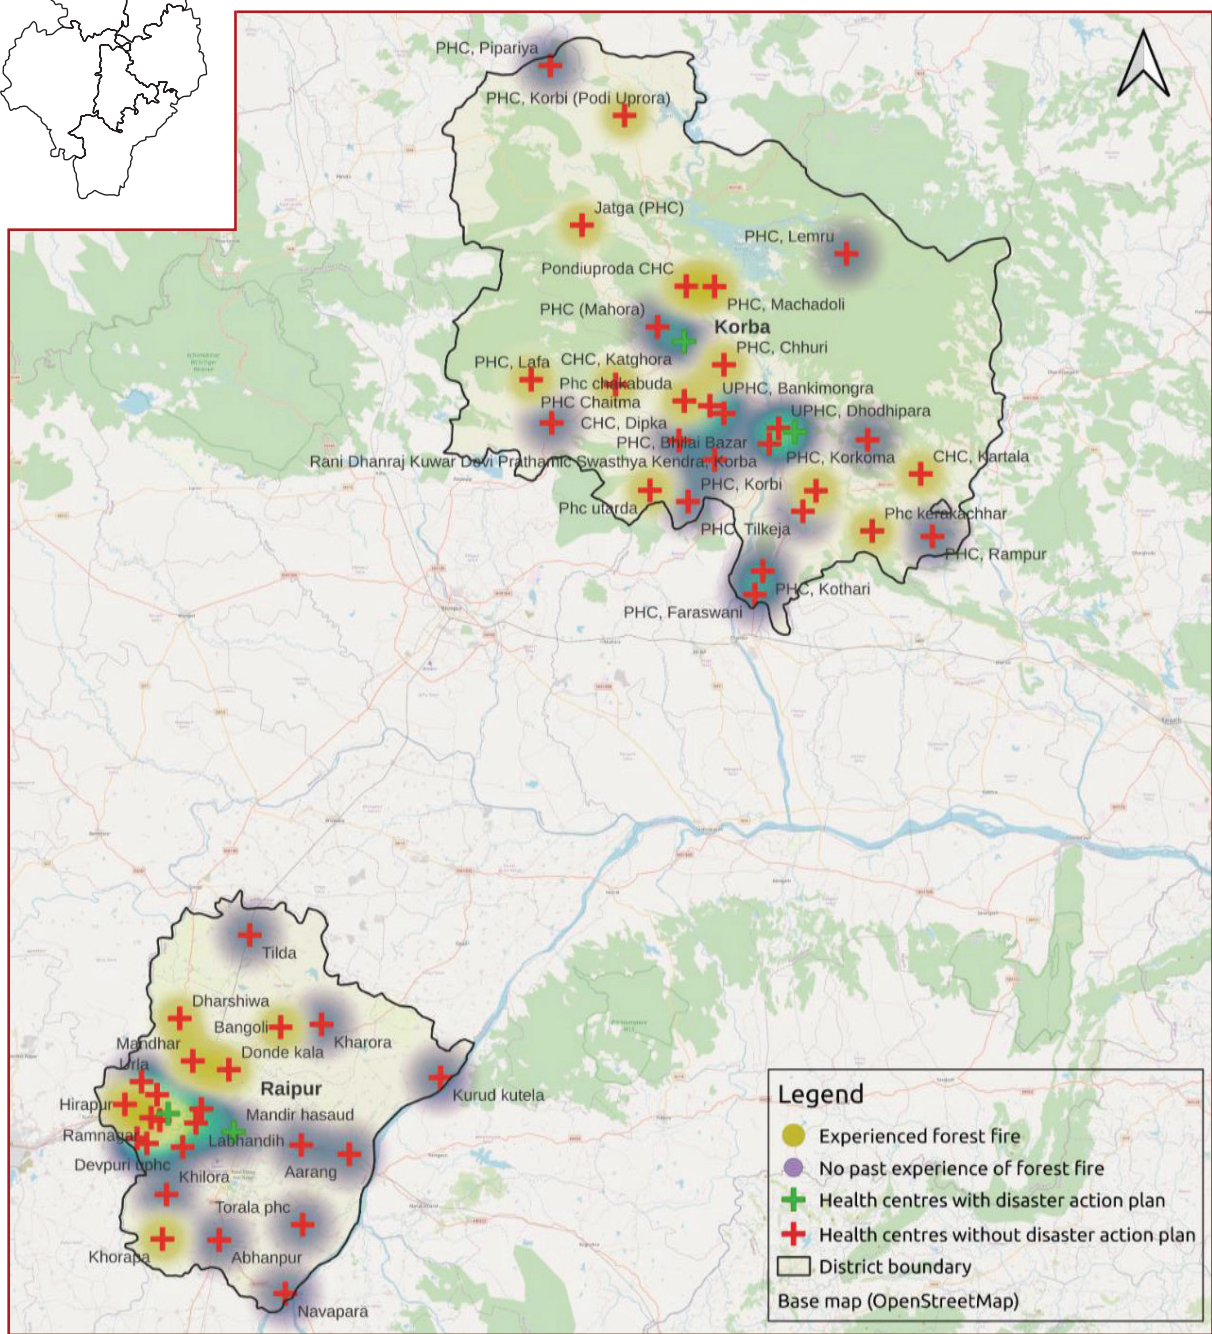 PHC, Pipariya
PHC, Korbi (Podi Uprora)
Jatga (PHC)
PHC, Lemru
Pondiuproda CHC
PHC, Machadoli
PHC (Mahora)
Korba
PHC, Chhuri
PHC, Lafa
CHC, Katghora
Phc chakabuda
UPHC, Bankimongra
PHC Chaitma
UPHC, Dhodhipara
CHC, Dipka
PHC, Bhilai Bazar
PHC, Korkoma
CHC, Kartala
Rani Dhanraj Kuwar Devi Prathamic Swasthya Kendra, Korba
PHC, Korbi
Phc utarda
Phc kerakachhar
PHC, Tilkeja
PHC, Rampur
PHC, Kothari
PHC, Faraswani
Tilda
Dharshiwa
Bangoli
Kharora
Mandhar
Donde kala
Urla
Raipur
Kurud kutela
Hirapur
Mandir hasaud
Ramnagar
Labhandih
Devpuri uphc
Khilora
Aarang
Torala phc
Khorapa
Abhanpur
Navapara
Legend
Experienced forest fire
No past experience of forest fire
Health centres with disaster action plan
Health centres without disaster action plan
District boundary
Base map (OpenStreetMap)